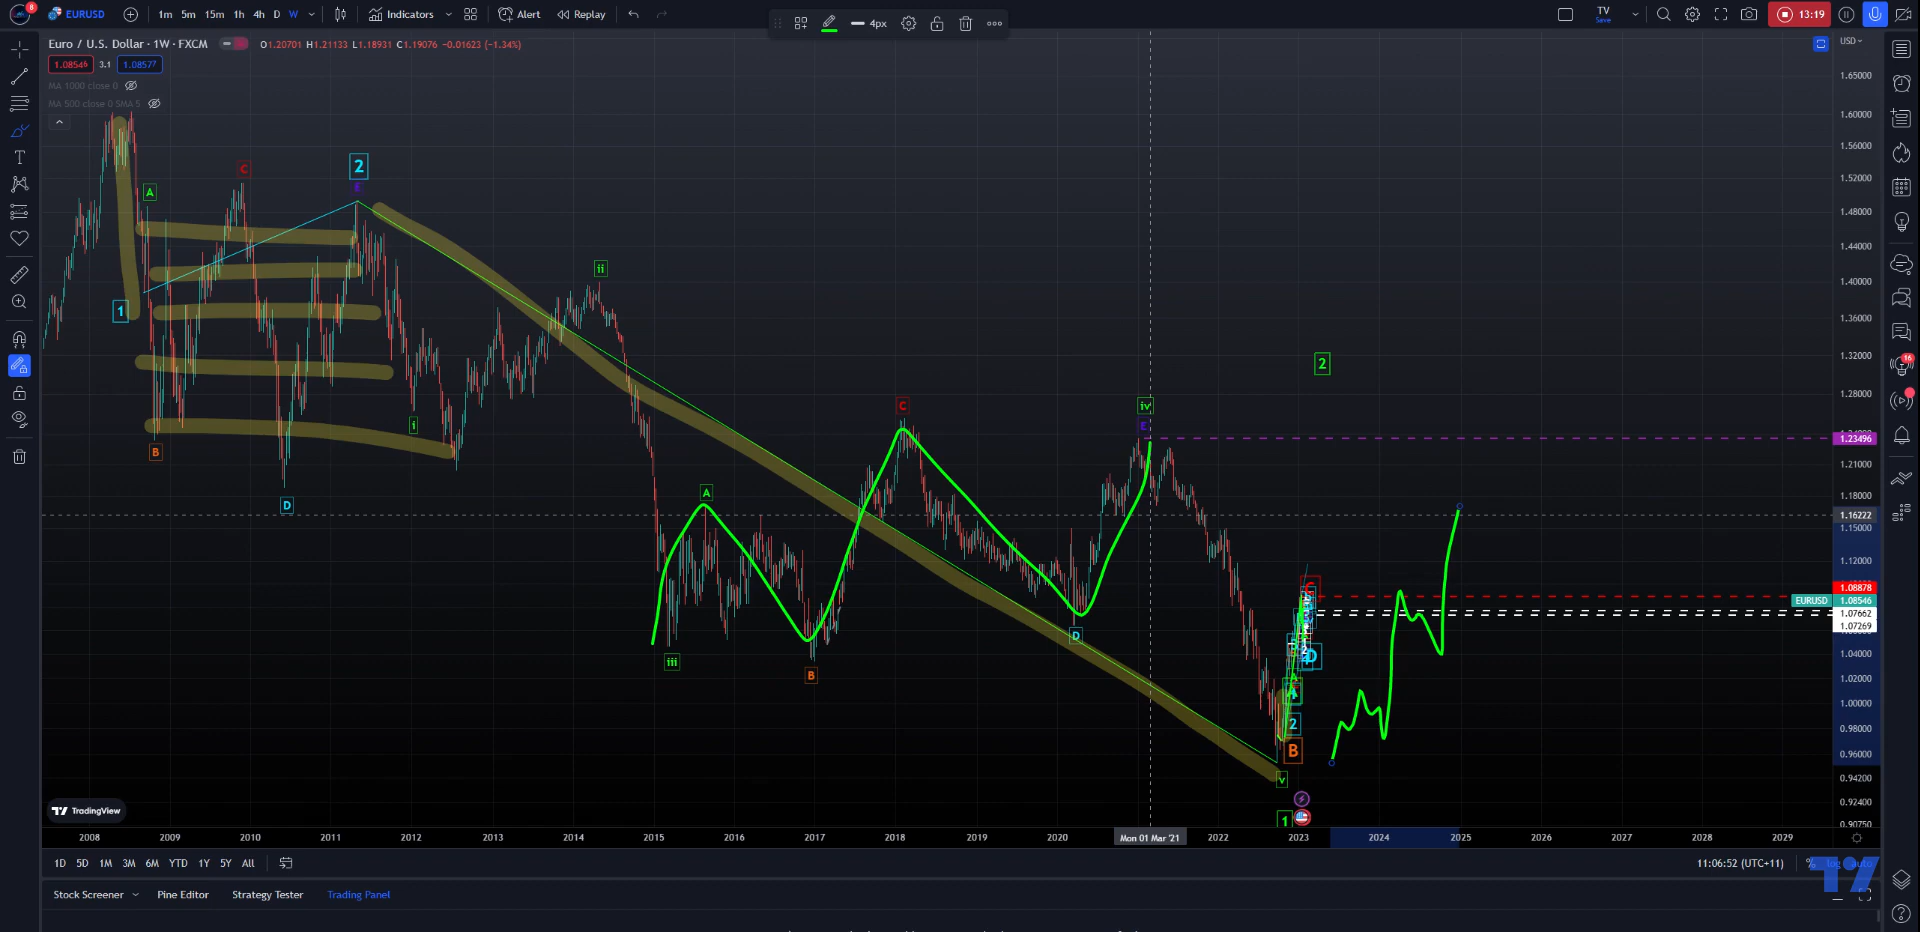 8
EURUSD
1m 5m 15m 1h 4h D W
Indicators
Alert
Replay
4px
TV
Save
13:19
Euro / U.S. Dollar · 1W · FXCM
O1.20701 H1.21133 L1.18931 C1.19076 -0.01623 (-1.34%)
1.08546 3.1 1.08577
MA 1000 close 0
MA 500 close 0 SMA 5
USD
1.65000
1.60000
1.56000
1.52000
1.48000
1.44000
1.40000
1.36000
1.32000
1.28000
1.23496
1.21000
1.18000
1.16222
1.15000
1.12000
1.08878
EURUSD 1.08546
1.07662
1.07269
1.04000
1.02000
1.00000
0.98000
0.96000
0.94200
0.92400
0.90750
A
C
2
E
1
B
D
i
ii
iii
A
B
C
D
iv
E
2
C
D
A
2
B
v
1
16
TradingView
2008 2009 2010 2011 2012 2013 2014 2015 2016 2017 2018 2019 2020 Mon 01 Mar '21 2022 2023 2024 2025 2026 2027 2028 2029
1D 5D 1M 3M 6M YTD 1Y 5Y All
11:06:52 (UTC+11)
% log auto
Stock Screener Pine Editor Strategy Tester Trading Panel